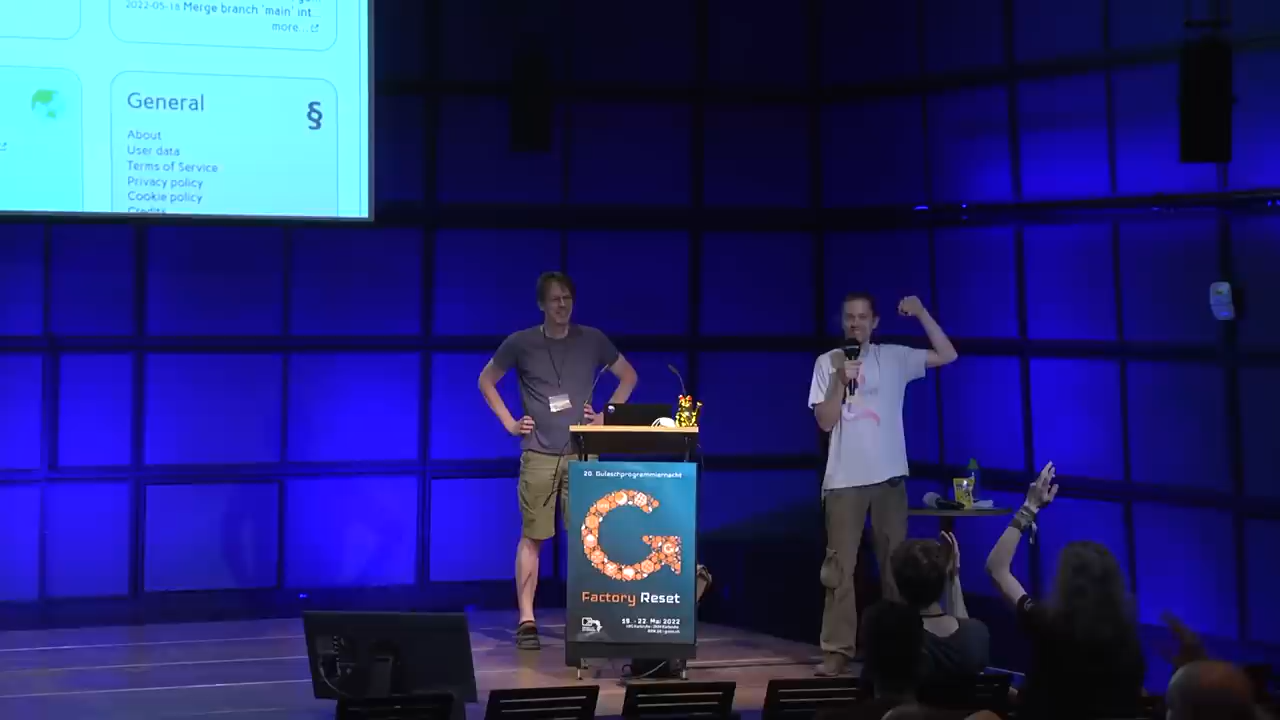 2022-05-18 Merge branch 'main' int...
more...
General
§
About
User data
Terms of Service
Privacy policy
Cookie policy
Credits
20. Gulaschprogrammiernacht
Factory Reset
19. - 22. Mai 2022